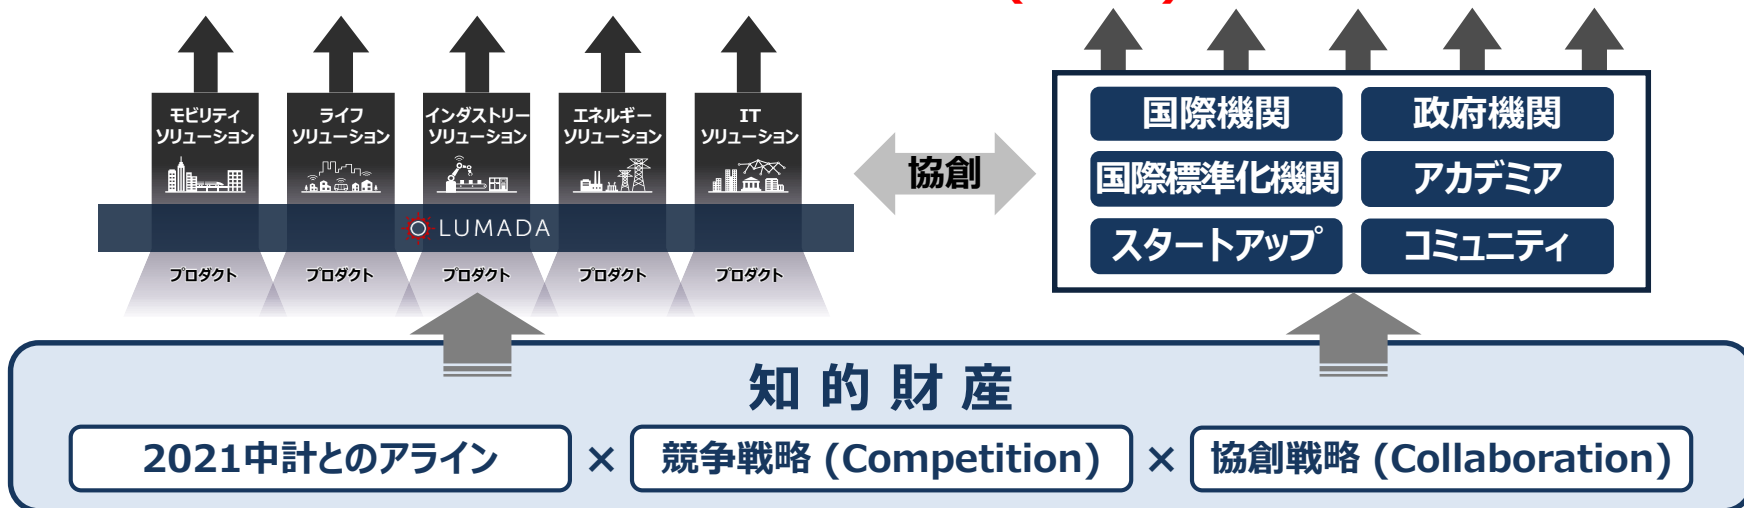 モビリティ
ソリューション
ライフ
ソリューション
インダストリー
ソリューション
エネルギー
ソリューション
IT
ソリューション
LUMADA
プロダクト
プロダクト
プロダクト
プロダクト
プロダクト
協創
国際機関
政府機関
国際標準化機関
アカデミア
スタートアップ
コミュニティ
知的財産
2021中計とのアライン × 競争戦略 (Competition) × 協創戦略 (Collaboration)